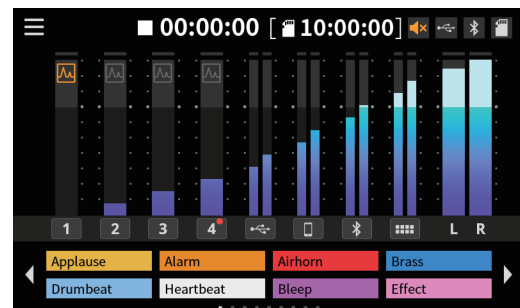 00:00:00 [10:00:00]
1 2 3 4 L R
Applause Alarm Airhorn Brass
Drumbeat Heartbeat Bleep Effect